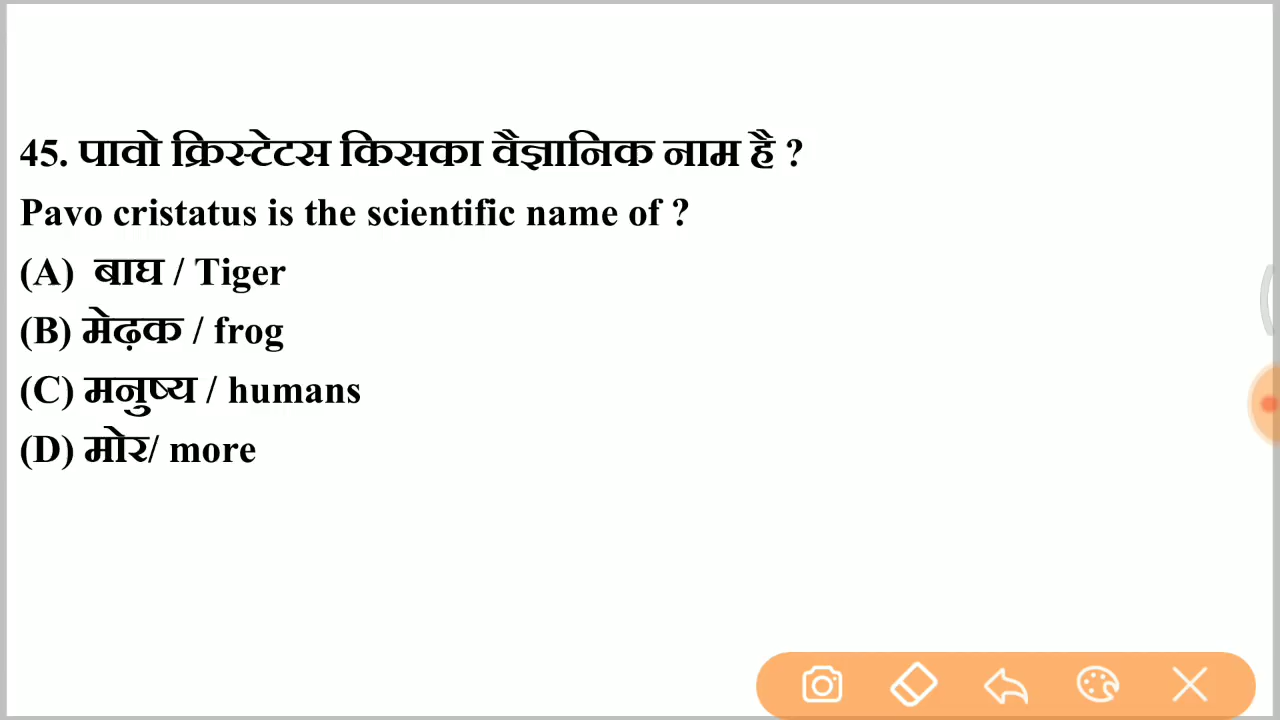 45. पावो क्रिस्टेटस किसका वैज्ञानिक नाम है ?
Pavo cristatus is the scientific name of ?
(A) बाघ / Tiger
(B) मेढ़क / frog
(C) मनुष्य / humans
(D) मोर/ more